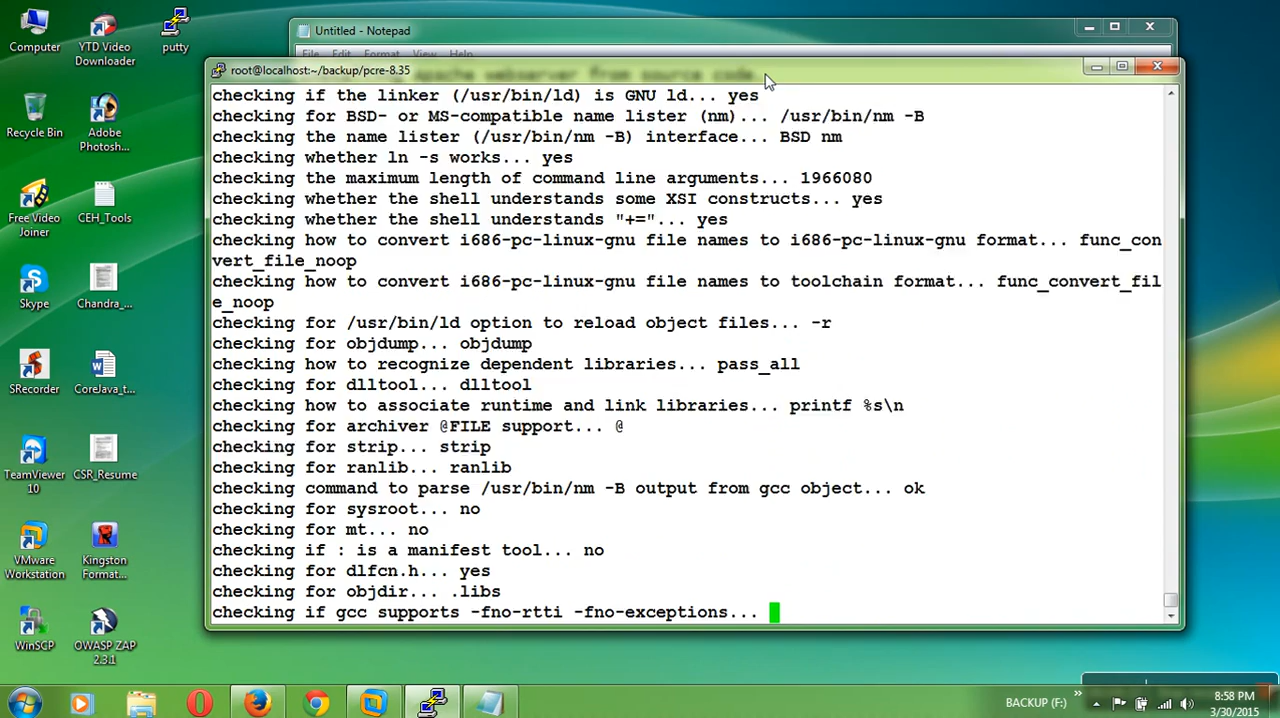 Computer
YTD Video
Downloader
putty
Recycle Bin
Adobe
Photosh...
Free Video
Joiner
CEH_Tools
Skype
Chandra_...
SRecorder
CoreJava_t...
TeamViewer
10
CSR_Resume
VMware
Workstation
Kingston
Format...
WinSCP
OWASP ZAP
2.3.1
Untitled - Notepad
File Edit Format View Help
webserver from source code.
root@localhost:~/backup/pcre-8.35
checking if the linker (/usr/bin/ld) is GNU ld... yes
checking for BSD- or MS-compatible name lister (nm)... /usr/bin/nm -B
checking the name lister (/usr/bin/nm -B) interface... BSD nm
checking whether ln -s works... yes
checking the maximum length of command line arguments... 1966080
checking whether the shell understands some XSI constructs... yes
checking whether the shell understands "+="... yes
checking how to convert i686-pc-linux-gnu file names to i686-pc-linux-gnu format... func_con
vert_file_noop
checking how to convert i686-pc-linux-gnu file names to toolchain format... func_convert_fil
e_noop
checking for /usr/bin/ld option to reload object files... -r
checking for objdump... objdump
checking how to recognize dependent libraries... pass_all
checking for dlltool... dlltool
checking how to associate runtime and link libraries... printf %s\n
checking for archiver @FILE support... @
checking for strip... strip
checking for ranlib... ranlib
checking command to parse /usr/bin/nm -B output from gcc object... ok
checking for sysroot... no
checking for mt... no
checking if : is a manifest tool... no
checking for dlfcn.h... yes
checking for objdir... .libs
checking if gcc supports -fno-rtti -fno-exceptions...
BACKUP (F:)
8:58 PM
3/30/2015